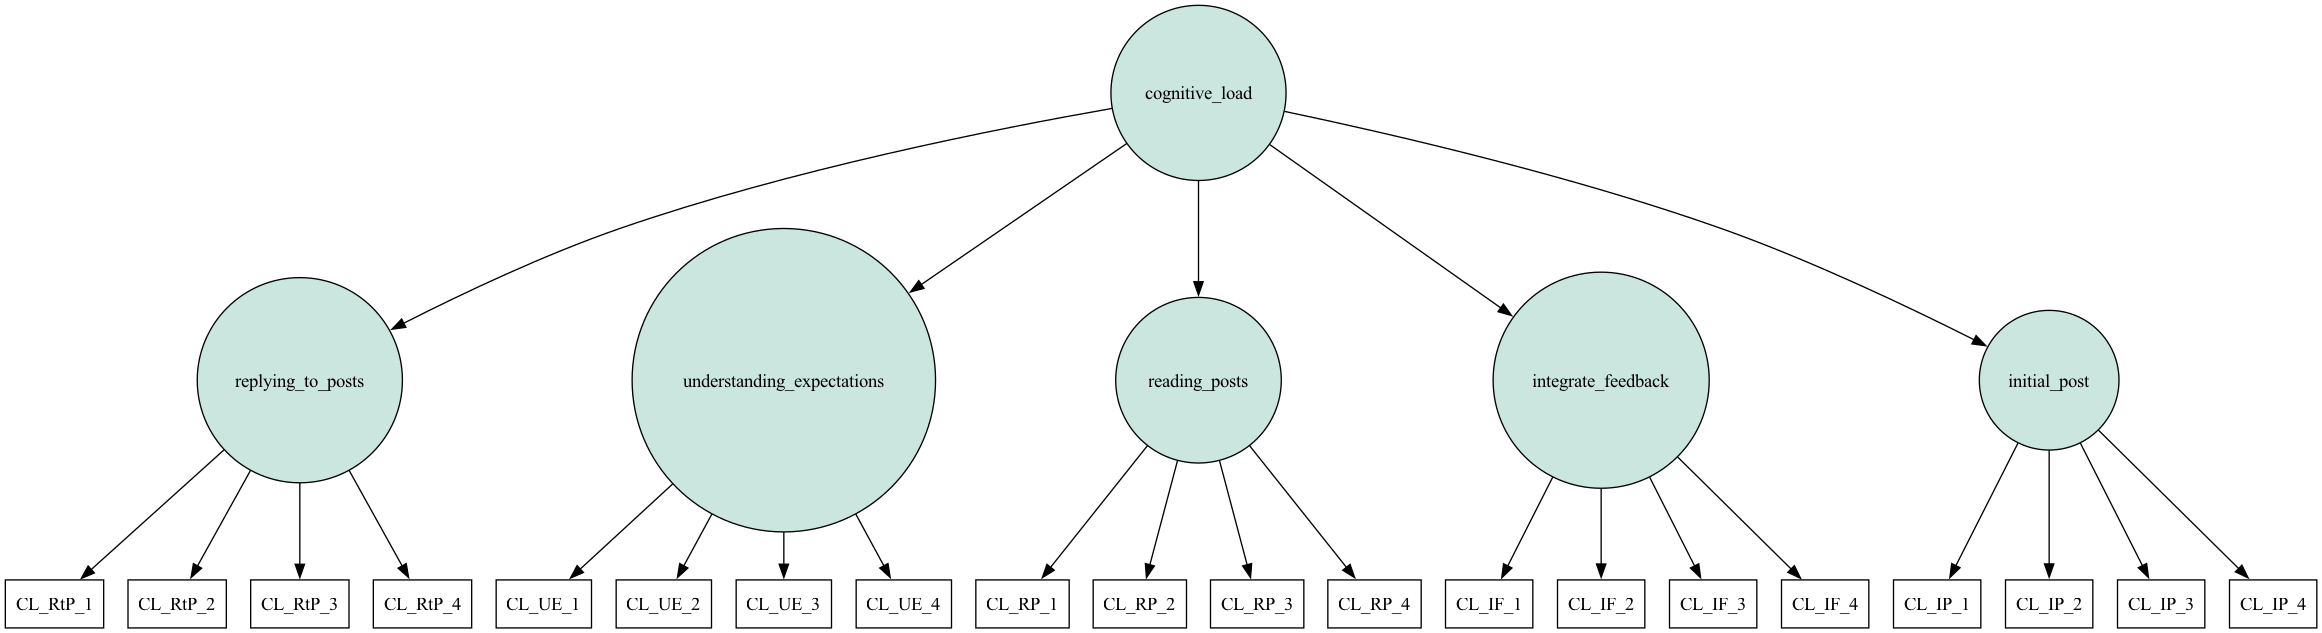 cognitive_load
replying_to_posts
understanding_expectations
reading_posts
integrate_feedback
initial_post
CL_RtP_1
CL_RtP_2
CL_RtP_3
CL_RtP_4
CL_UE_1
CL_UE_2
CL_UE_3
CL_UE_4
CL_RP_1
CL_RP_2
CL_RP_3
CL_RP_4
CL_IF_1
CL_IF_2
CL_IF_3
CL_IF_4
CL_IP_1
CL_IP_2
CL_IP_3
CL_IP_4